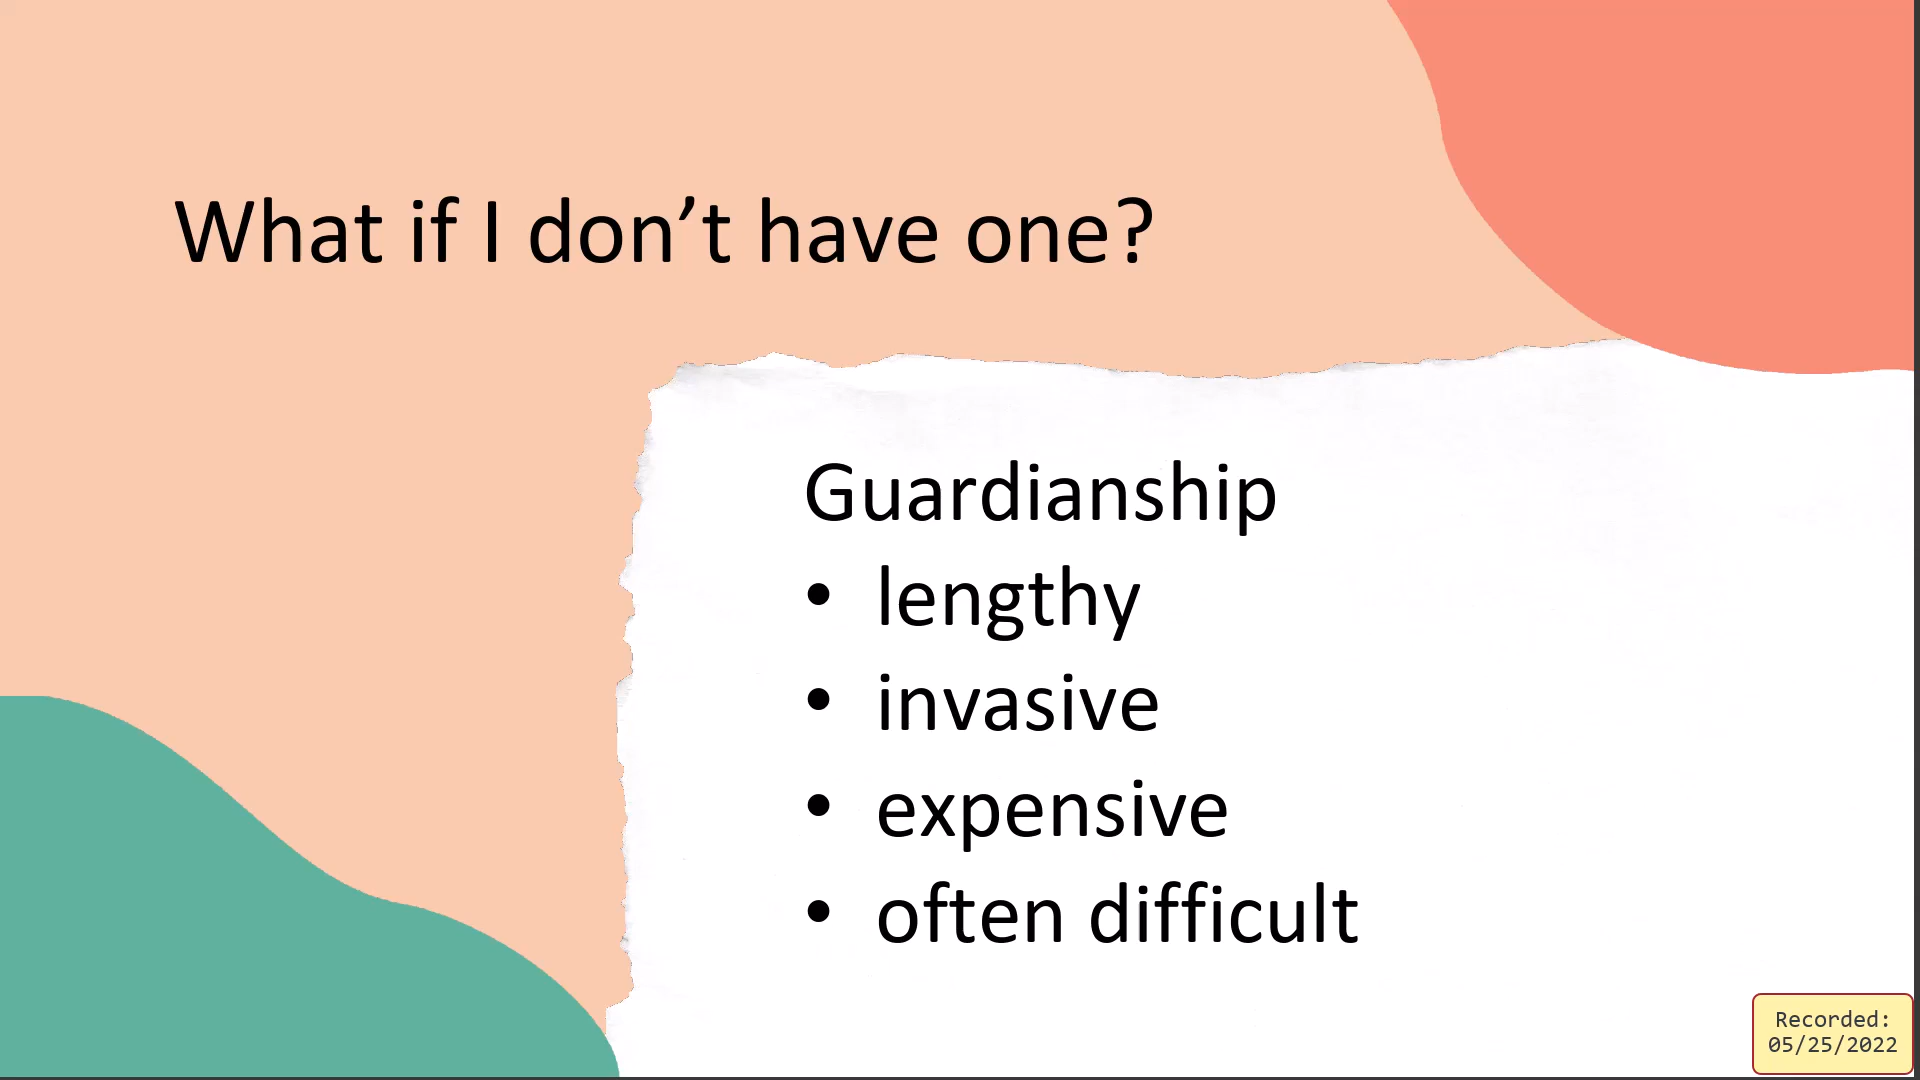 What if I don’t have one?
Guardianship
• lengthy
• invasive
• expensive
• often difficult
Recorded:
05/25/2022